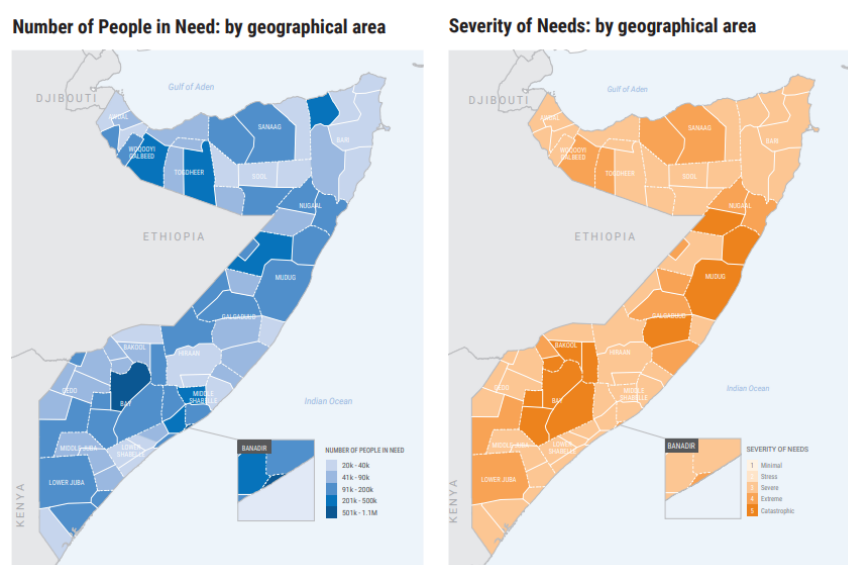 Number of People in Need: by geographical area
DJIBOUTI
Gulf of Aden
AWDAL
WOQOOYI
GALBEED
TOGDHEER
SANAAG
SOOL
BARI
NUGAAL
ETHIOPIA
MUDUG
GALGADUUD
HIRAAN
BAKOOL
GEDO
BAY
MIDDLE
SHABELLE
Indian Ocean
MIDDLE JUBA
LOWER
SHABELLE
LOWER JUBA
KENYA
BANADIR
NUMBER OF PEOPLE IN NEED
20k - 40k
41k - 90k
91k - 200k
201k - 500k
501k - 1.1M
Severity of Needs: by geographical area
DJIBOUTI
Gulf of Aden
AWDAL
WOQOOYI
GALBEED
TOGDHEER
SANAAG
SOOL
BARI
NUGAAL
ETHIOPIA
MUDUG
GALGADUUD
HIRAAN
BAKOOL
GEDO
BAY
MIDDLE
SHABELLE
Indian Ocean
MIDDLE JUBA
LOWER
SHABELLE
LOWER JUBA
KENYA
BANADIR
SEVERITY OF NEEDS
1 Minimal
2 Stress
3 Severe
4 Extreme
5 Catastrophic